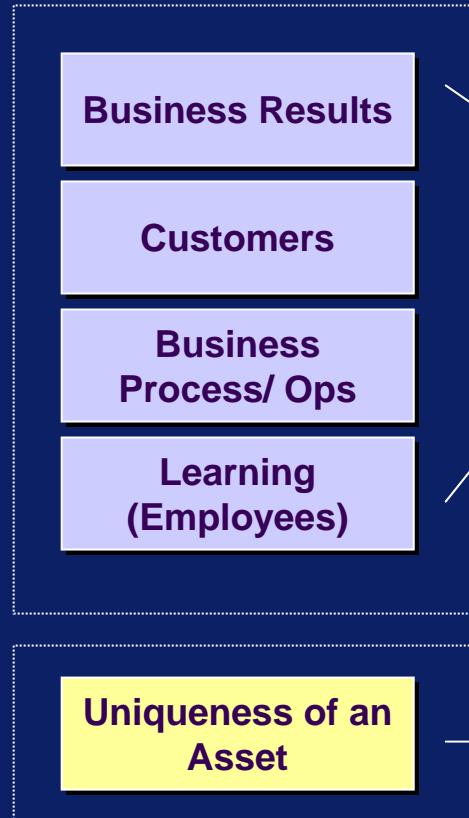 Business Results
Customers
Business
Process/ Ops
Learning
(Employees)
Uniqueness of an
Asset